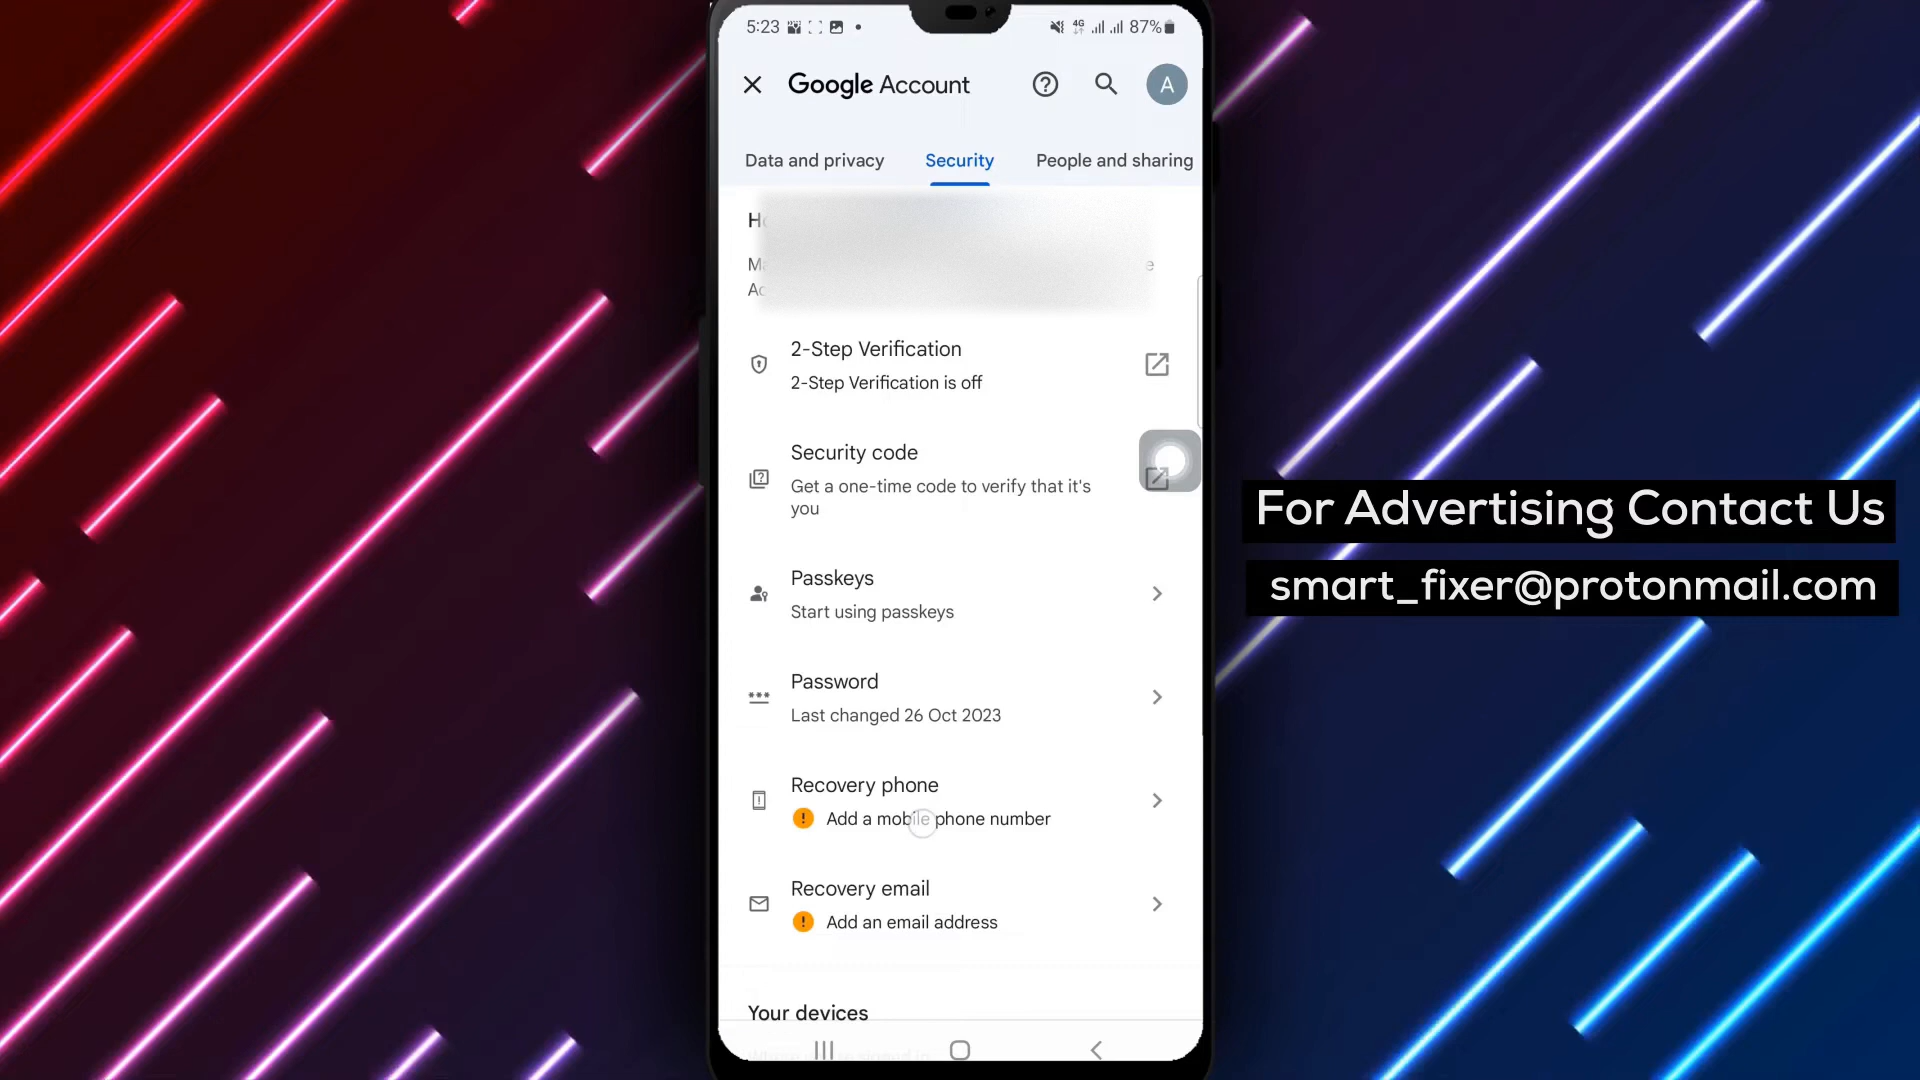 5:23
4G 87%
Google Account
A
Data and privacy
Security
People and sharing
2-Step Verification
2-Step Verification is off
Security code
Get a one-time code to verify that it's
you
Passkeys
Start using passkeys
Password
Last changed 26 Oct 2023
Recovery phone
Add a mobile phone number
Recovery email
Add an email address
Your devices
For Advertising Contact Us
smart_fixer@protonmail.com